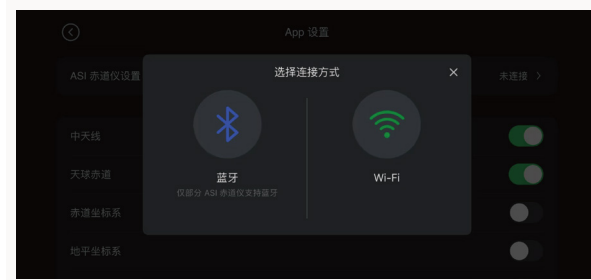 App 设置
ASI 赤道仪设置
未连接
选择连接方式
蓝牙
仅部分 ASI 赤道仪支持蓝牙
Wi-Fi
中天线
天球赤道
赤道坐标系
地平坐标系